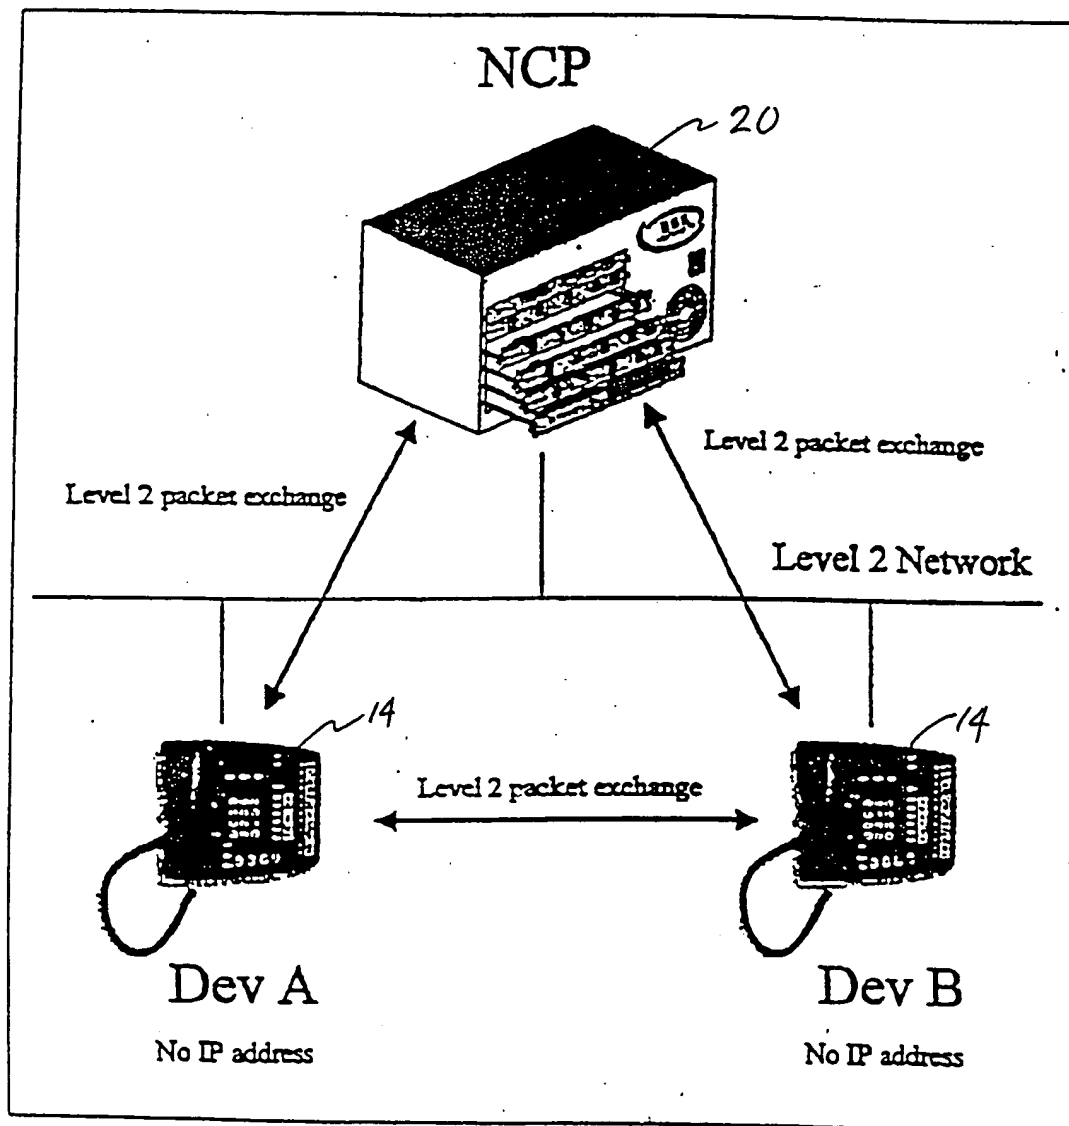 NCP
20
Level 2 packet exchange
Level 2 packet exchange
Level 2 Network
14
14
Level 2 packet exchange
Dev A
Dev B
No IP address
No IP address